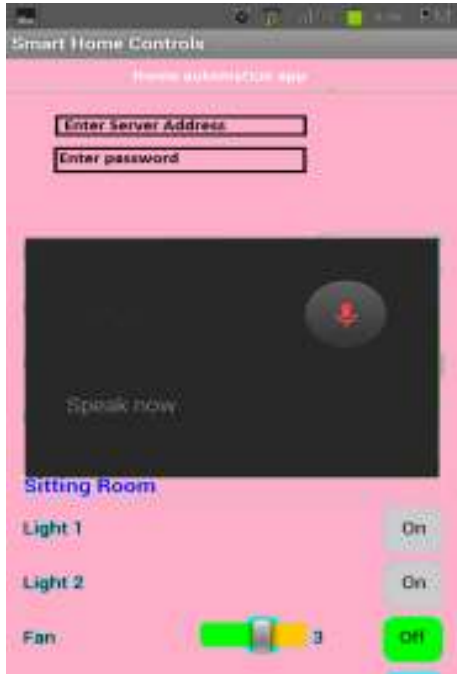 Smart Home Controls
Home automation app
Enter Server Address
Enter password
Speak now
Sitting Room
Light 1 On
Light 2 On
Fan 3 Off